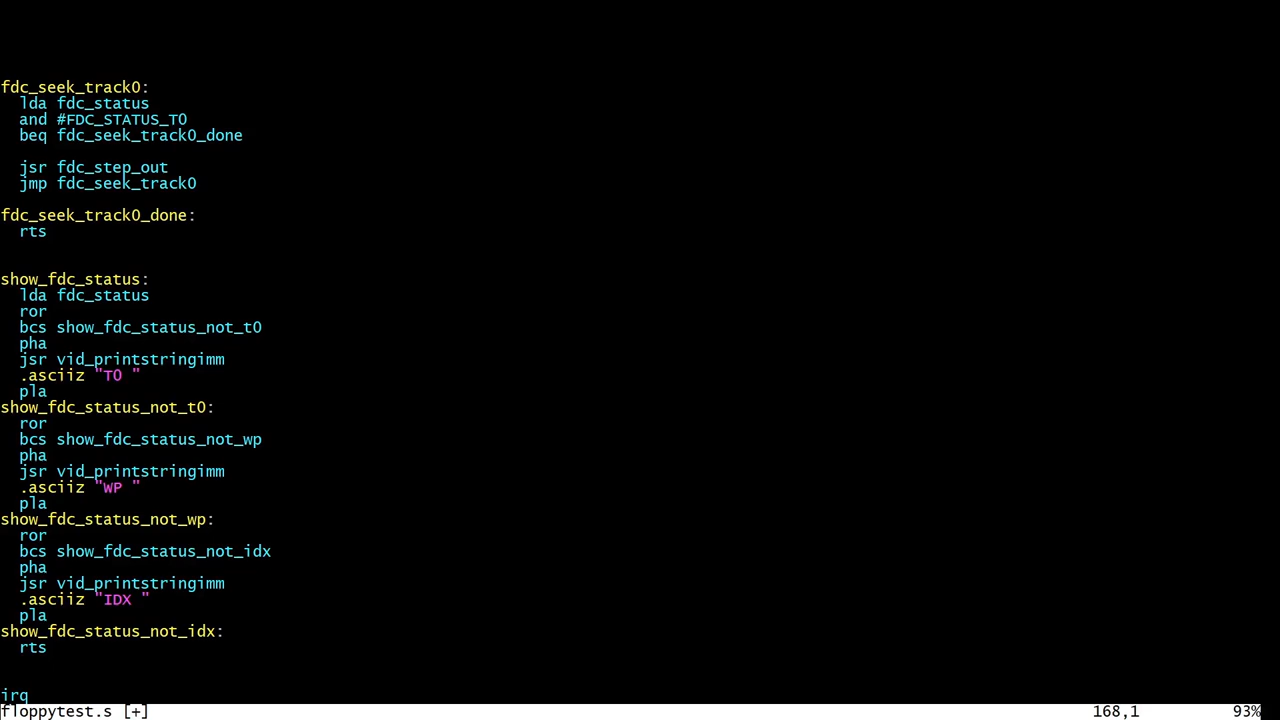 fdc_seek_track0:
  lda fdc_status
  and #FDC_STATUS_T0
  beq fdc_seek_track0_done
  jsr fdc_step_out
  jmp fdc_seek_track0
fdc_seek_track0_done:
  rts
show_fdc_status:
  lda fdc_status
  ror
  bcs show_fdc_status_not_t0
  pha
  jsr vid_printstringimm
  .asciiz "T0 "
  pla
show_fdc_status_not_t0:
  ror
  bcs show_fdc_status_not_wp
  pha
  jsr vid_printstringimm
  .asciiz "WP "
  pla
show_fdc_status_not_wp:
  ror
  bcs show_fdc_status_not_idx
  pha
  jsr vid_printstringimm
  .asciiz "IDX "
  pla
show_fdc_status_not_idx:
  rts
irq
floppytest.s [+] 168,1 93%